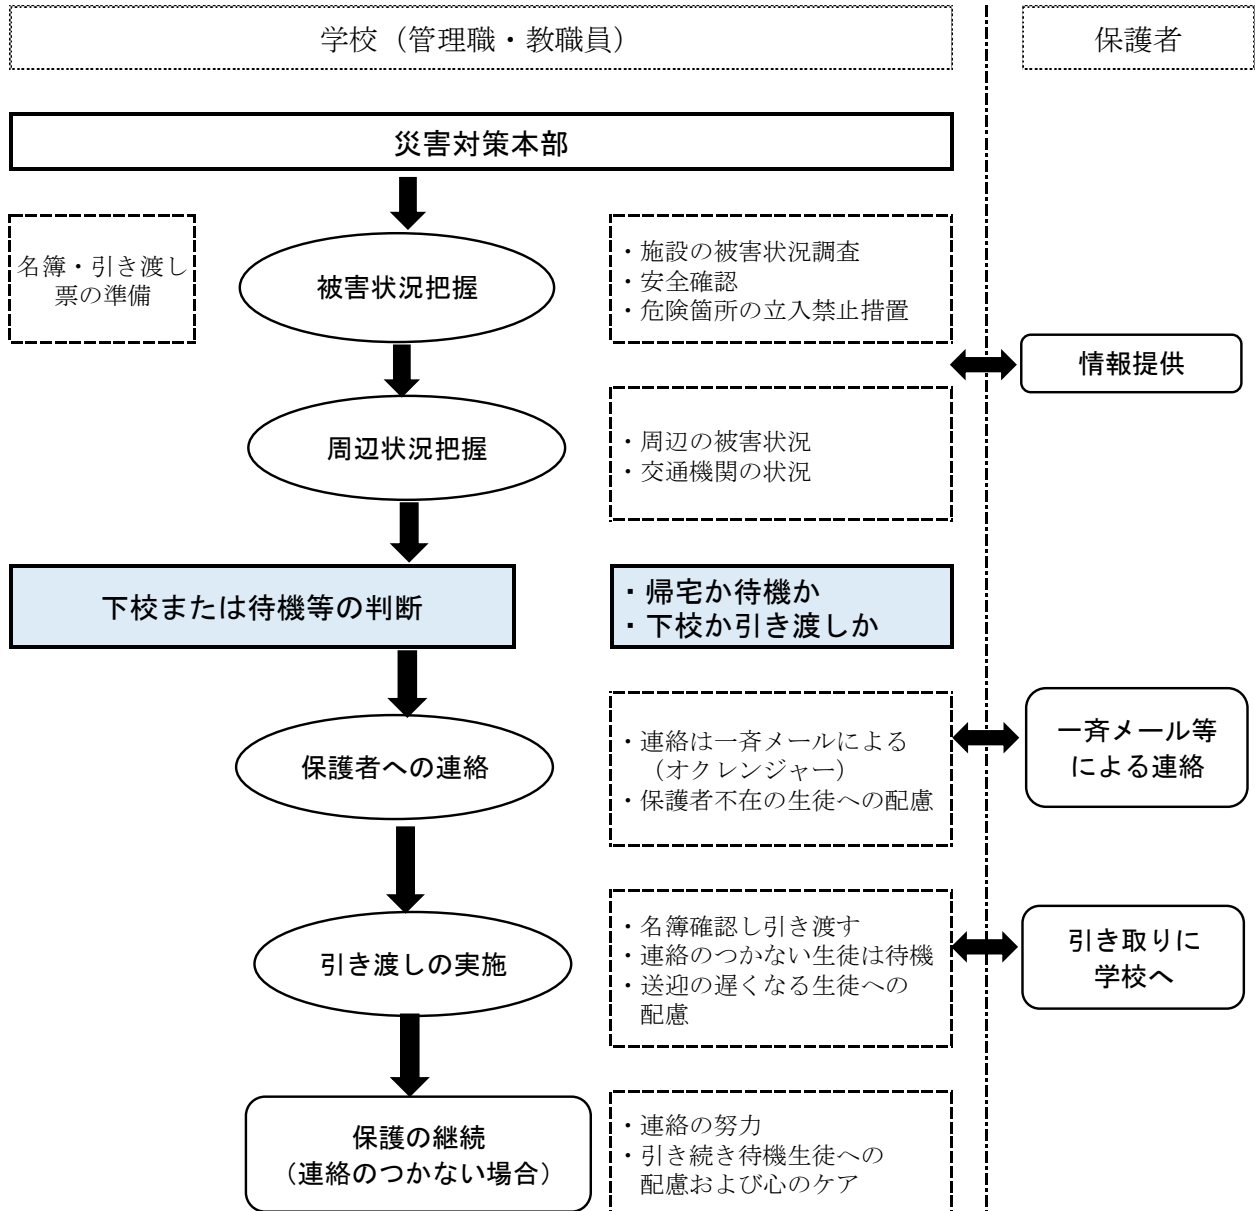 学校（管理職・教職員）
保護者
災害対策本部
名簿・引き渡し
票の準備
被害状況把握
・施設の被害状況調査
・安全確認
・危険箇所の立入禁止措置
情報提供
周辺状況把握
・周辺の被害状況
・交通機関の状況
下校または待機等の判断
・帰宅か待機か
・下校か引き渡しか
保護者への連絡
・連絡は一斉メールによる
（オクレンジャー）
・保護者不在の生徒への配慮
一斉メール等
による連絡
引き渡しの実施
・名簿確認し引き渡す
・連絡のつかない生徒は待機
・送迎の遅くなる生徒への
配慮
引き取りに
学校へ
保護の継続
（連絡のつかない場合）
・連絡の努力
・引き続き待機生徒への
配慮および心のケア